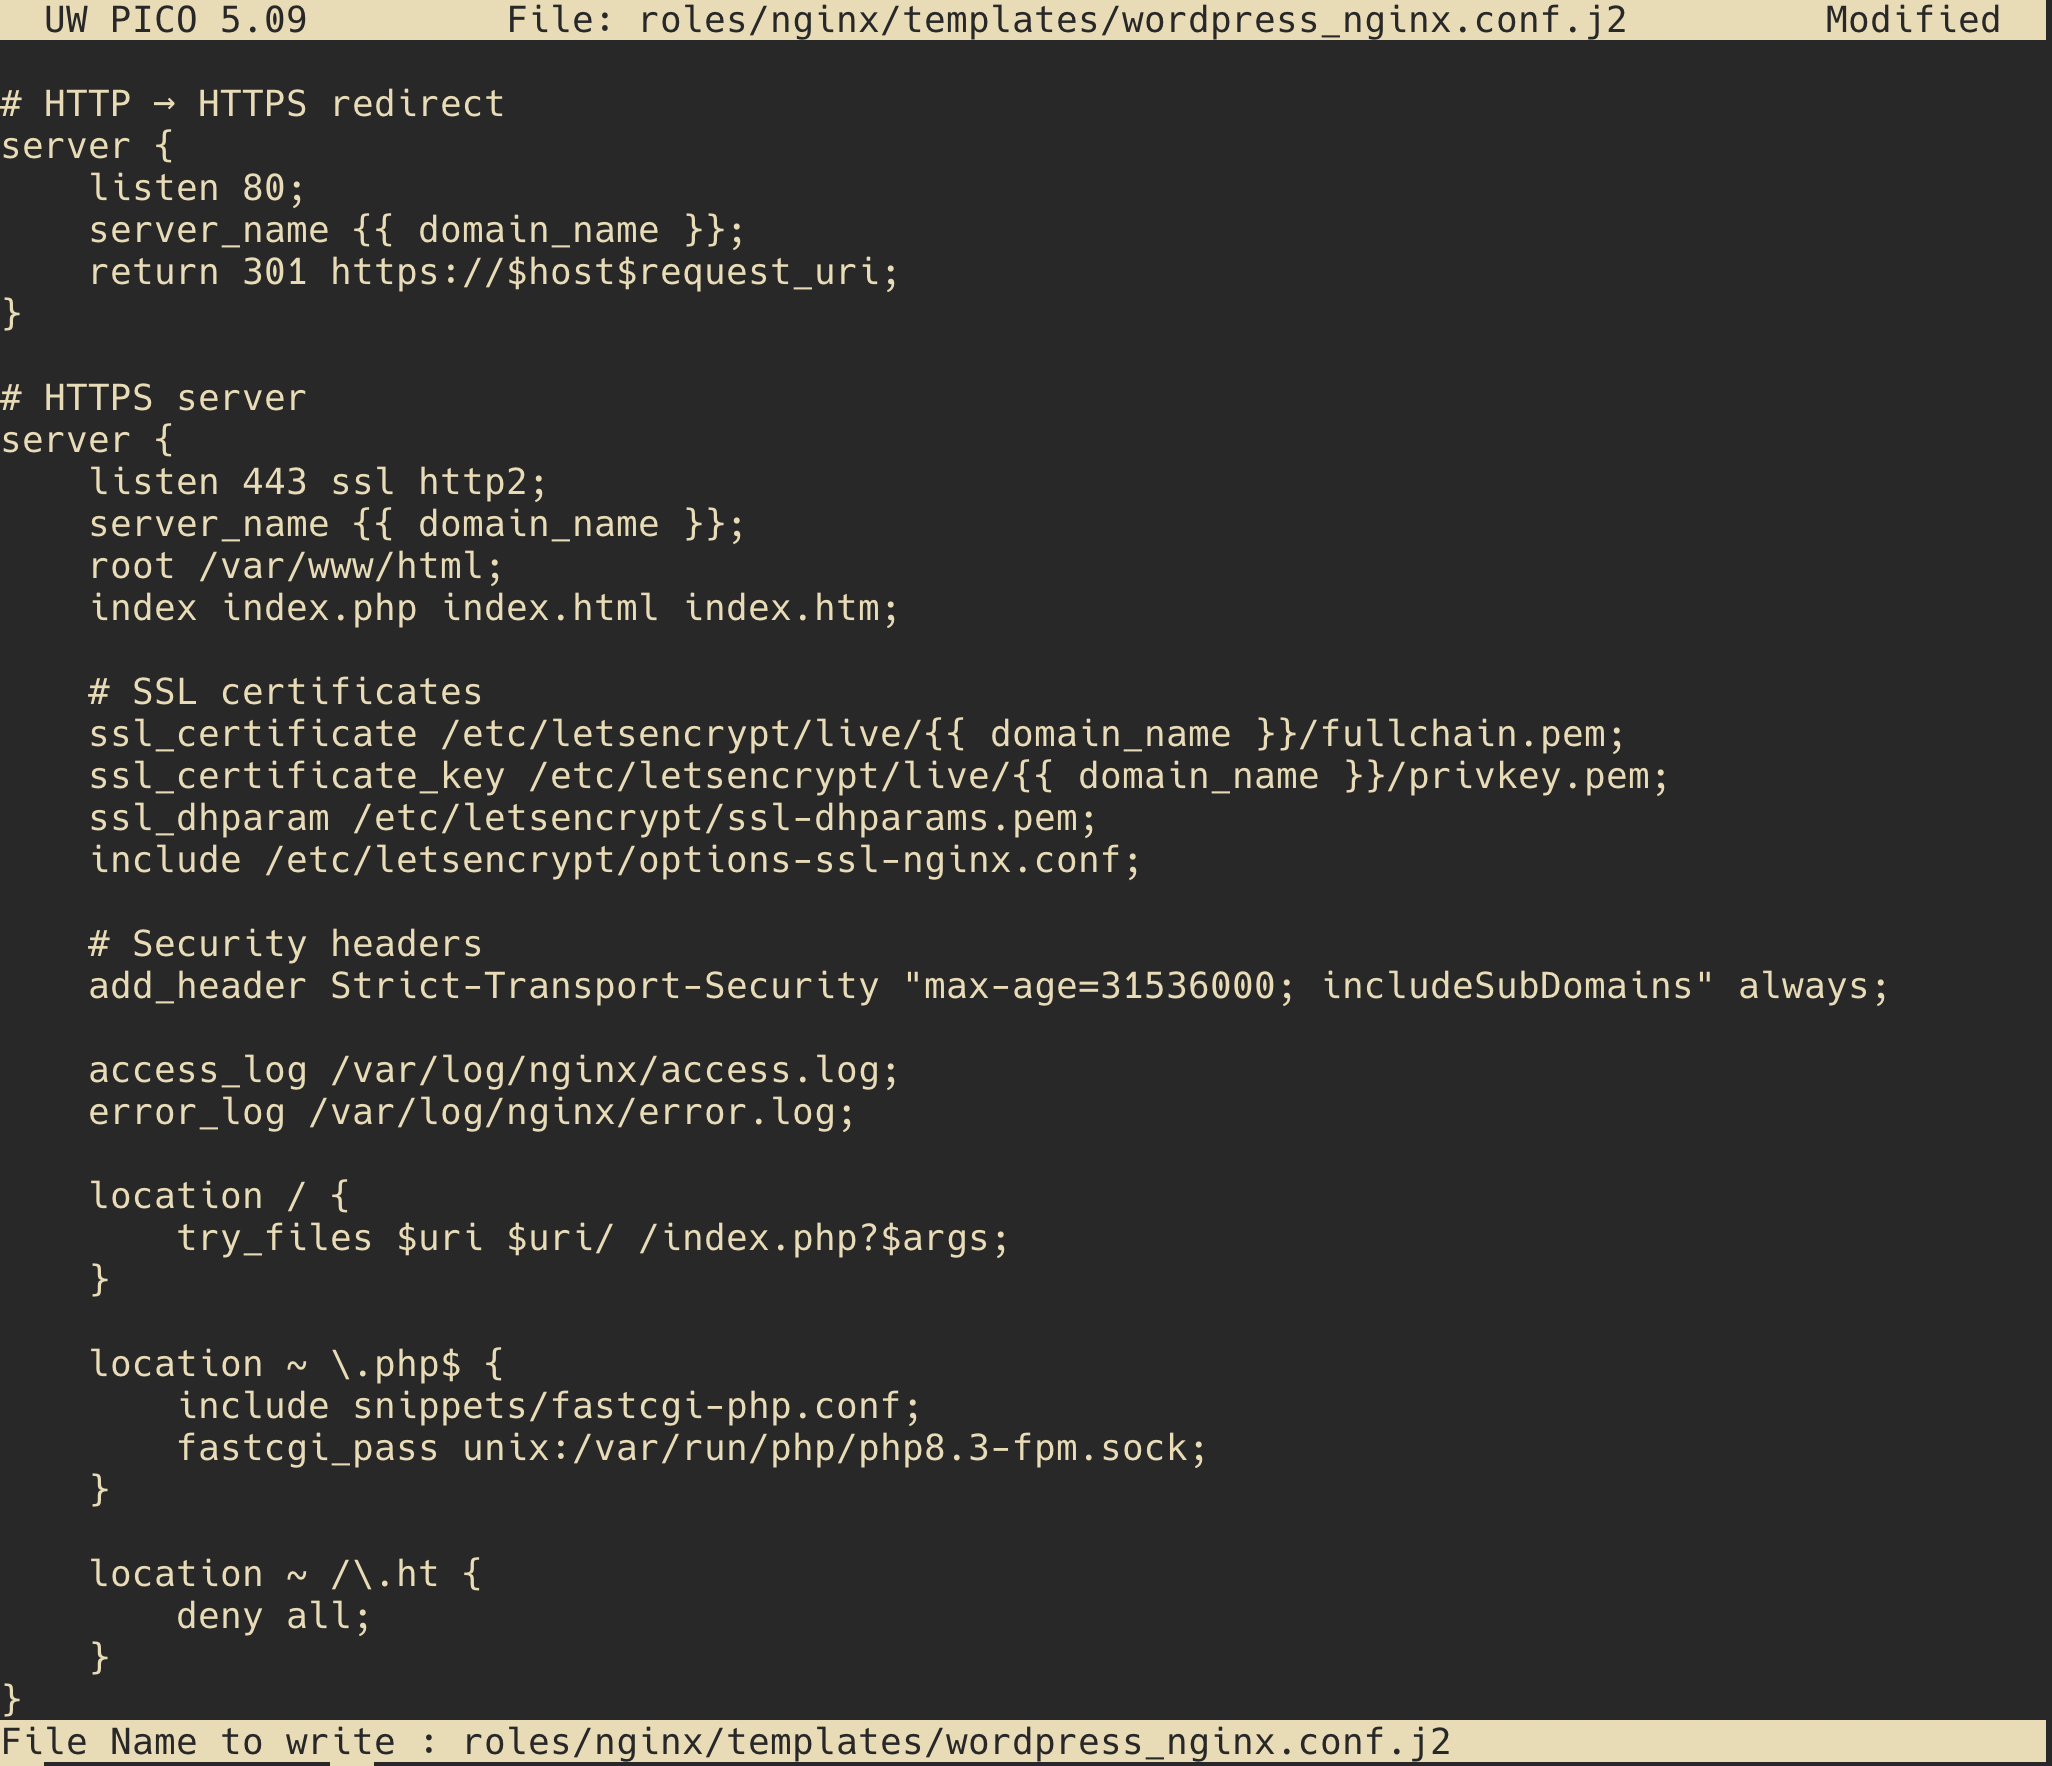 UW PICO 5.09 File: roles/nginx/templates/wordpress_nginx.conf.j2 Modified
# HTTP → HTTPS redirect
server {
    listen 80;
    server_name {{ domain_name }};
    return 301 https://$host$request_uri;
}

# HTTPS server
server {
    listen 443 ssl http2;
    server_name {{ domain_name }};
    root /var/www/html;
    index index.php index.html index.htm;

    # SSL certificates
    ssl_certificate /etc/letsencrypt/live/{{ domain_name }}/fullchain.pem;
    ssl_certificate_key /etc/letsencrypt/live/{{ domain_name }}/privkey.pem;
    ssl_dhparam /etc/letsencrypt/ssl-dhparams.pem;
    include /etc/letsencrypt/options-ssl-nginx.conf;

    # Security headers
    add_header Strict-Transport-Security "max-age=31536000; includeSubDomains" always;

    access_log /var/log/nginx/access.log;
    error_log /var/log/nginx/error.log;

    location / {
        try_files $uri $uri/ /index.php?$args;
    }

    location ~ \.php$ {
        include snippets/fastcgi-php.conf;
        fastcgi_pass unix:/var/run/php/php8.3-fpm.sock;
    }

    location ~ /\.ht {
        deny all;
    }
}
File Name to write : roles/nginx/templates/wordpress_nginx.conf.j2